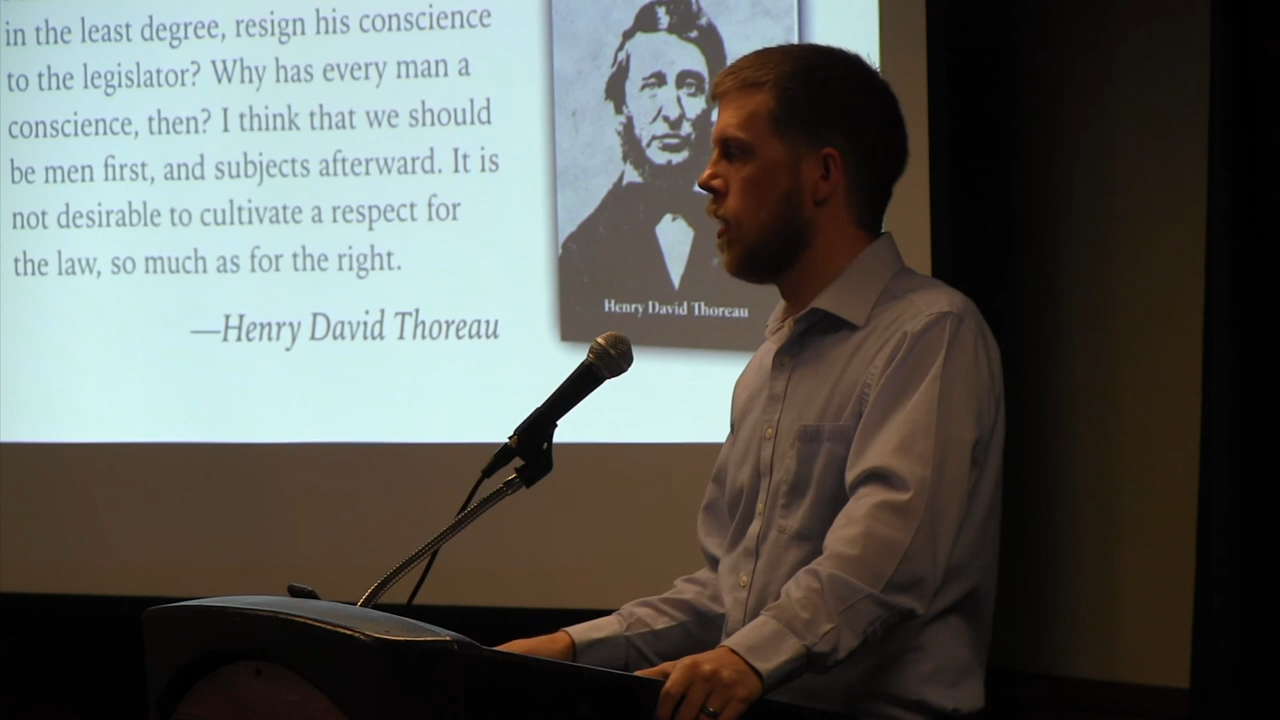 in the least degree, resign his conscience
to the legislator? Why has every man a
conscience, then? I think that we should
be men first, and subjects afterward. It is
not desirable to cultivate a respect for
the law, so much as for the right.
—Henry David Thoreau
Henry David Thoreau